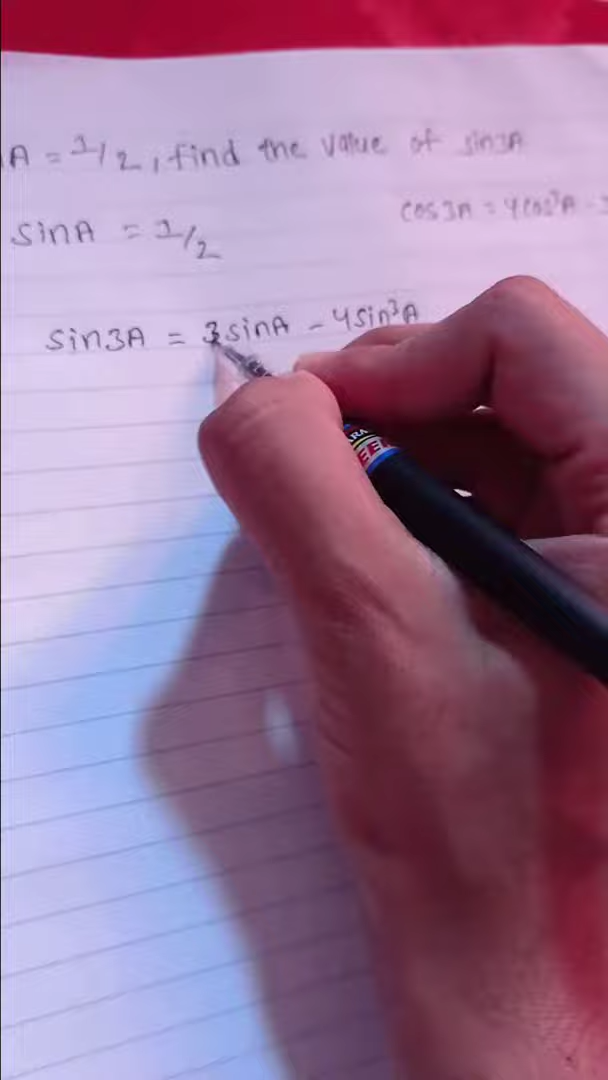 A = 1/2, find the value of sin3A
sinA = 1/2
cos3A = 4cos³A -
sin3A = 3sinA - 4sin³A